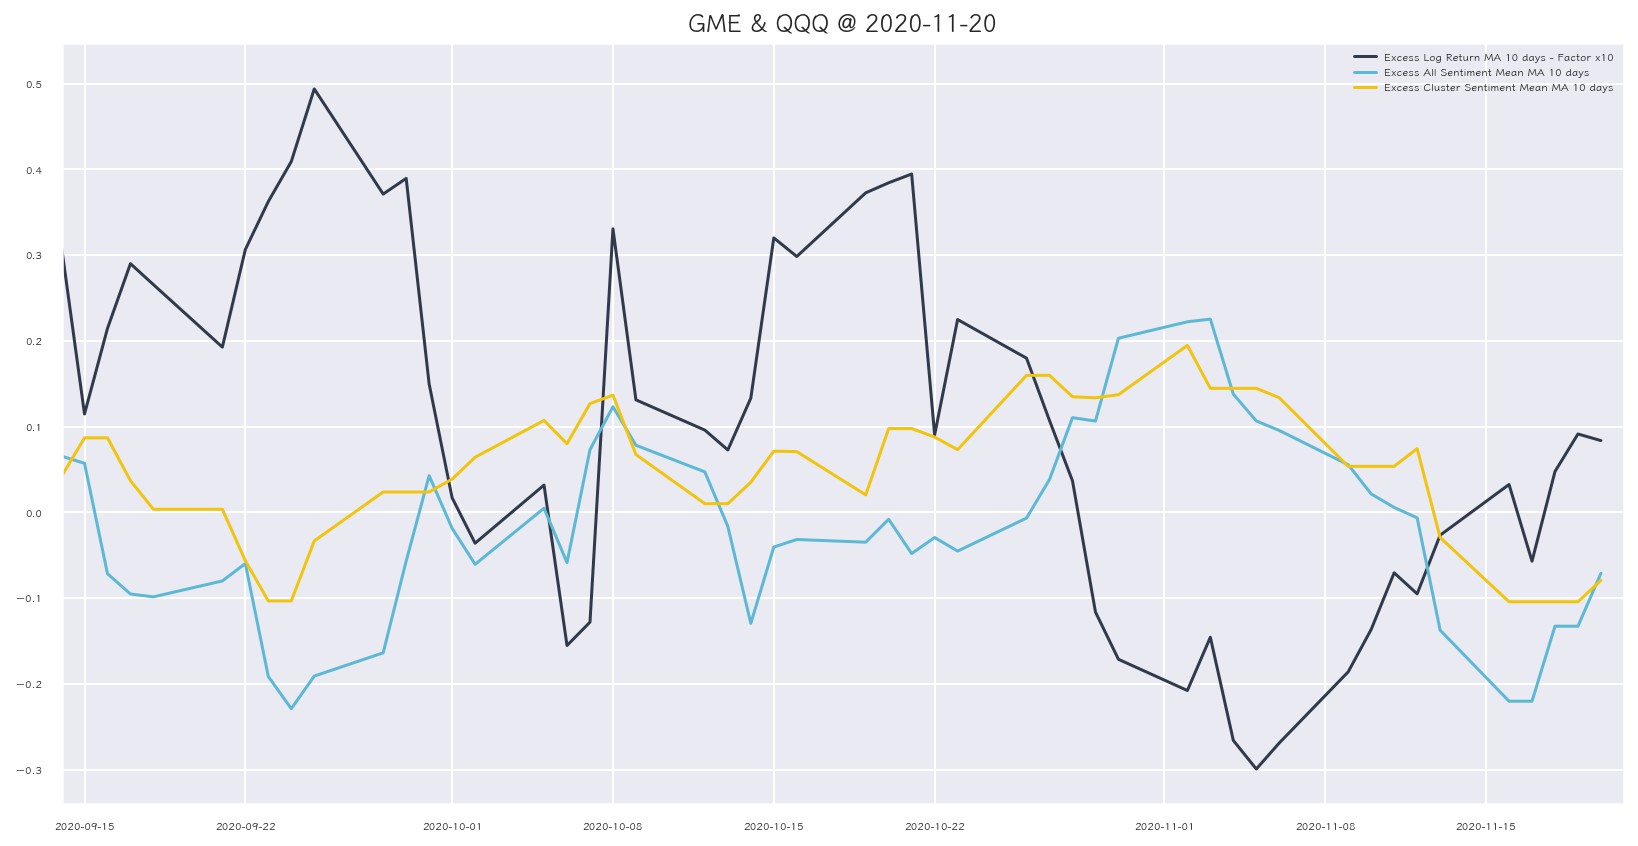 GME & QQQ @ 2020-11-20
Excess Log Return MA 10 days - Factor x10
Excess All Sentiment Mean MA 10 days
Excess Cluster Sentiment Mean MA 10 days
0.5
0.4
0.3
0.2
0.1
0.0
−0.1
−0.2
−0.3
2020-09-15 2020-09-22 2020-10-01 2020-10-08 2020-10-15 2020-10-22 2020-11-01 2020-11-08 2020-11-15